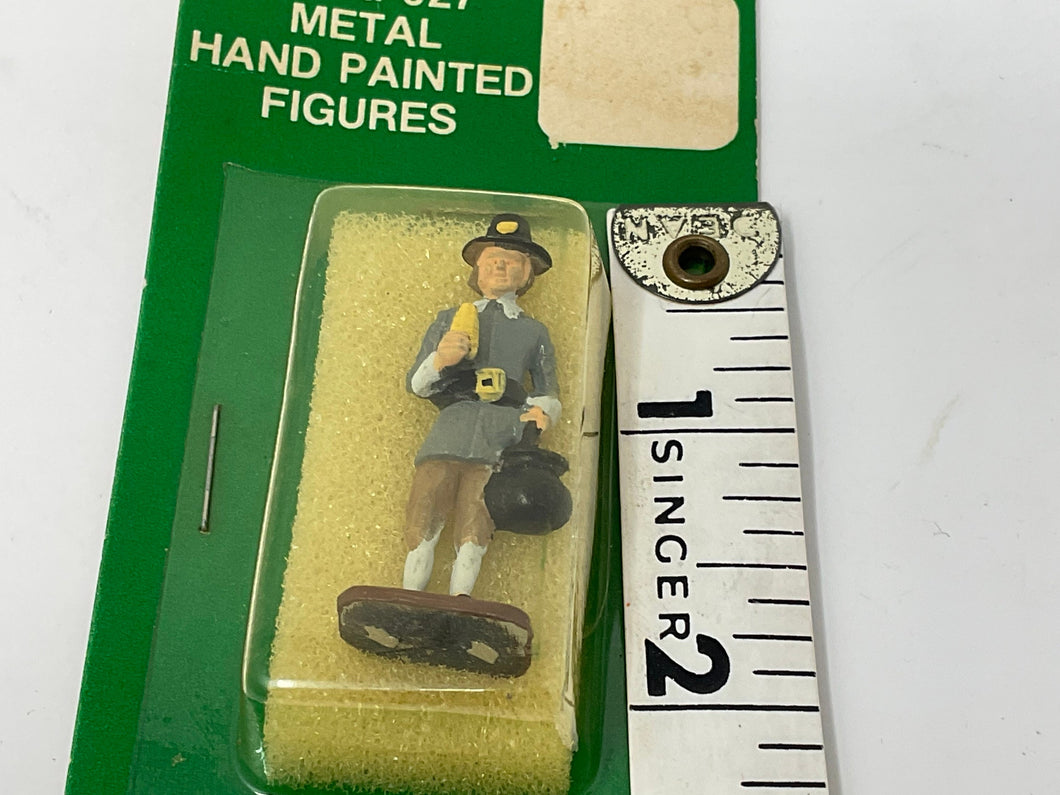 METAL
HAND PAINTED
FIGURES
1
SINGER
2